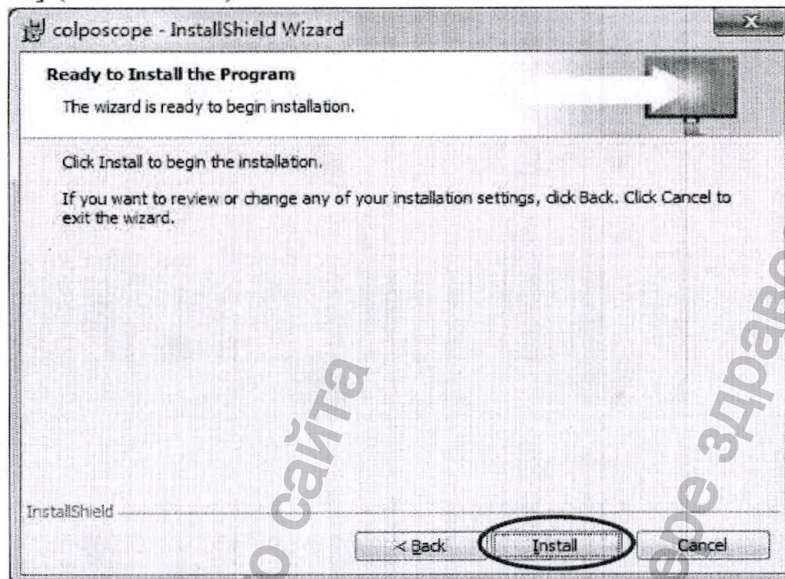 colposcope - InstallShield Wizard
Ready to Install the Program
The wizard is ready to begin installation.
Click Install to begin the installation.
If you want to review or change any of your installation settings, click Back. Click Cancel to
exit the wizard.
InstallShield
< Back Install Cancel
сайта